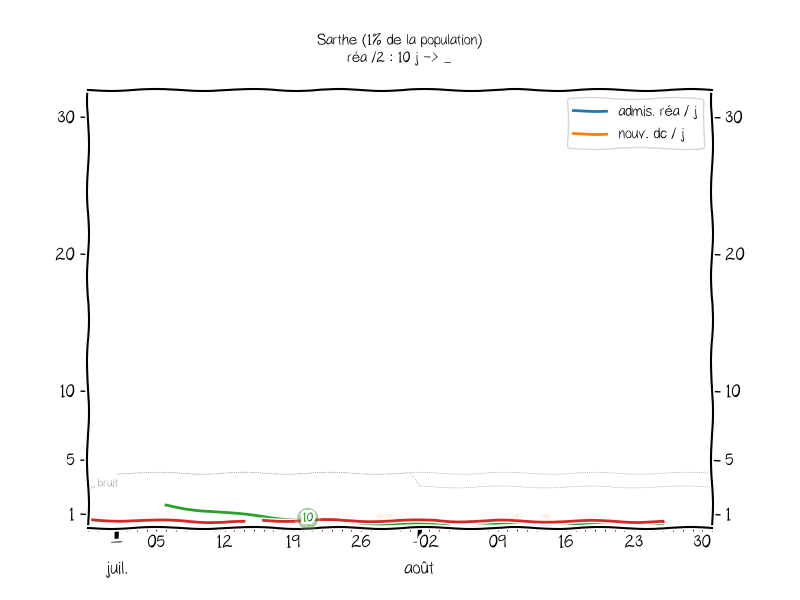 Sarthe (1% de la population)
réa /2 : 10 j -> _
admis. réa / j
nouv. dc / j
30
30
20
20
10
10
5
5
bruit
1
1
10
05
12
19
26
02
09
16
23
30
juil.
août